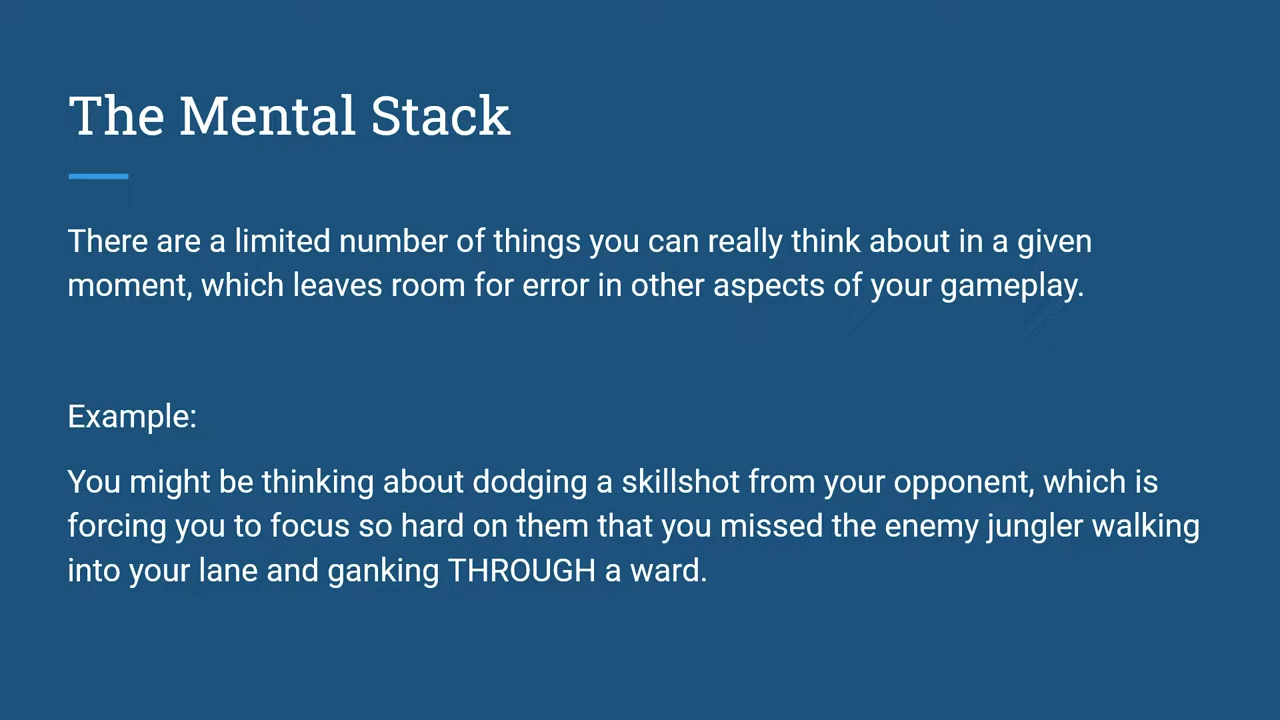 The Mental Stack
There are a limited number of things you can really think about in a given
moment, which leaves room for error in other aspects of your gameplay.
Example:
You might be thinking about dodging a skillshot from your opponent, which is
forcing you to focus so hard on them that you missed the enemy jungler walking
into your lane and ganking THROUGH a ward.